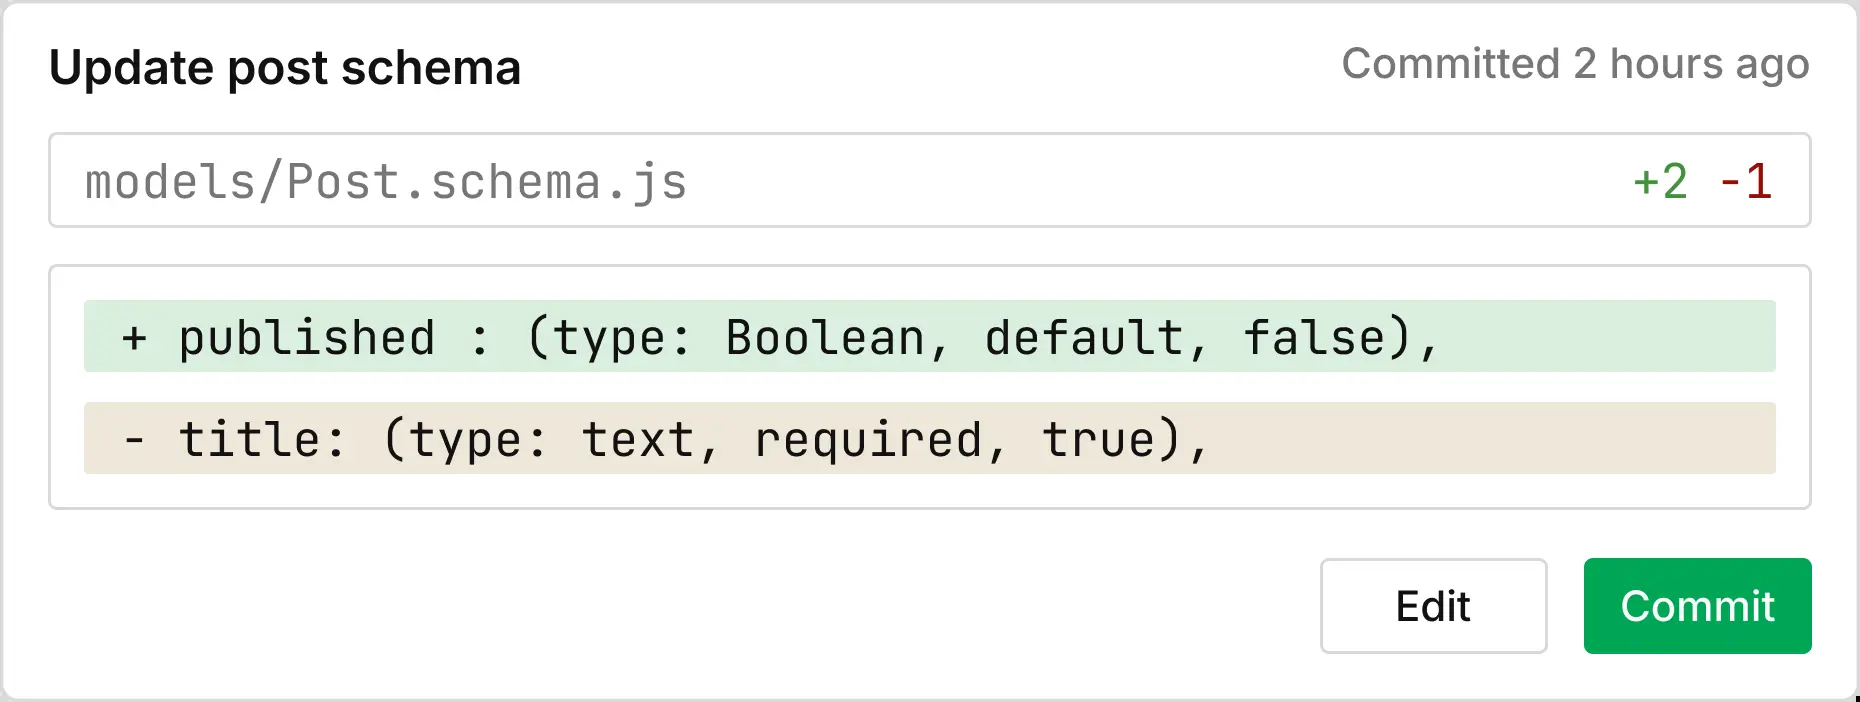 Update post schema
Committed 2 hours ago
models/Post.schema.js +2 -1
+ published : (type: Boolean, default, false),
- title: (type: text, required, true),
Edit Commit